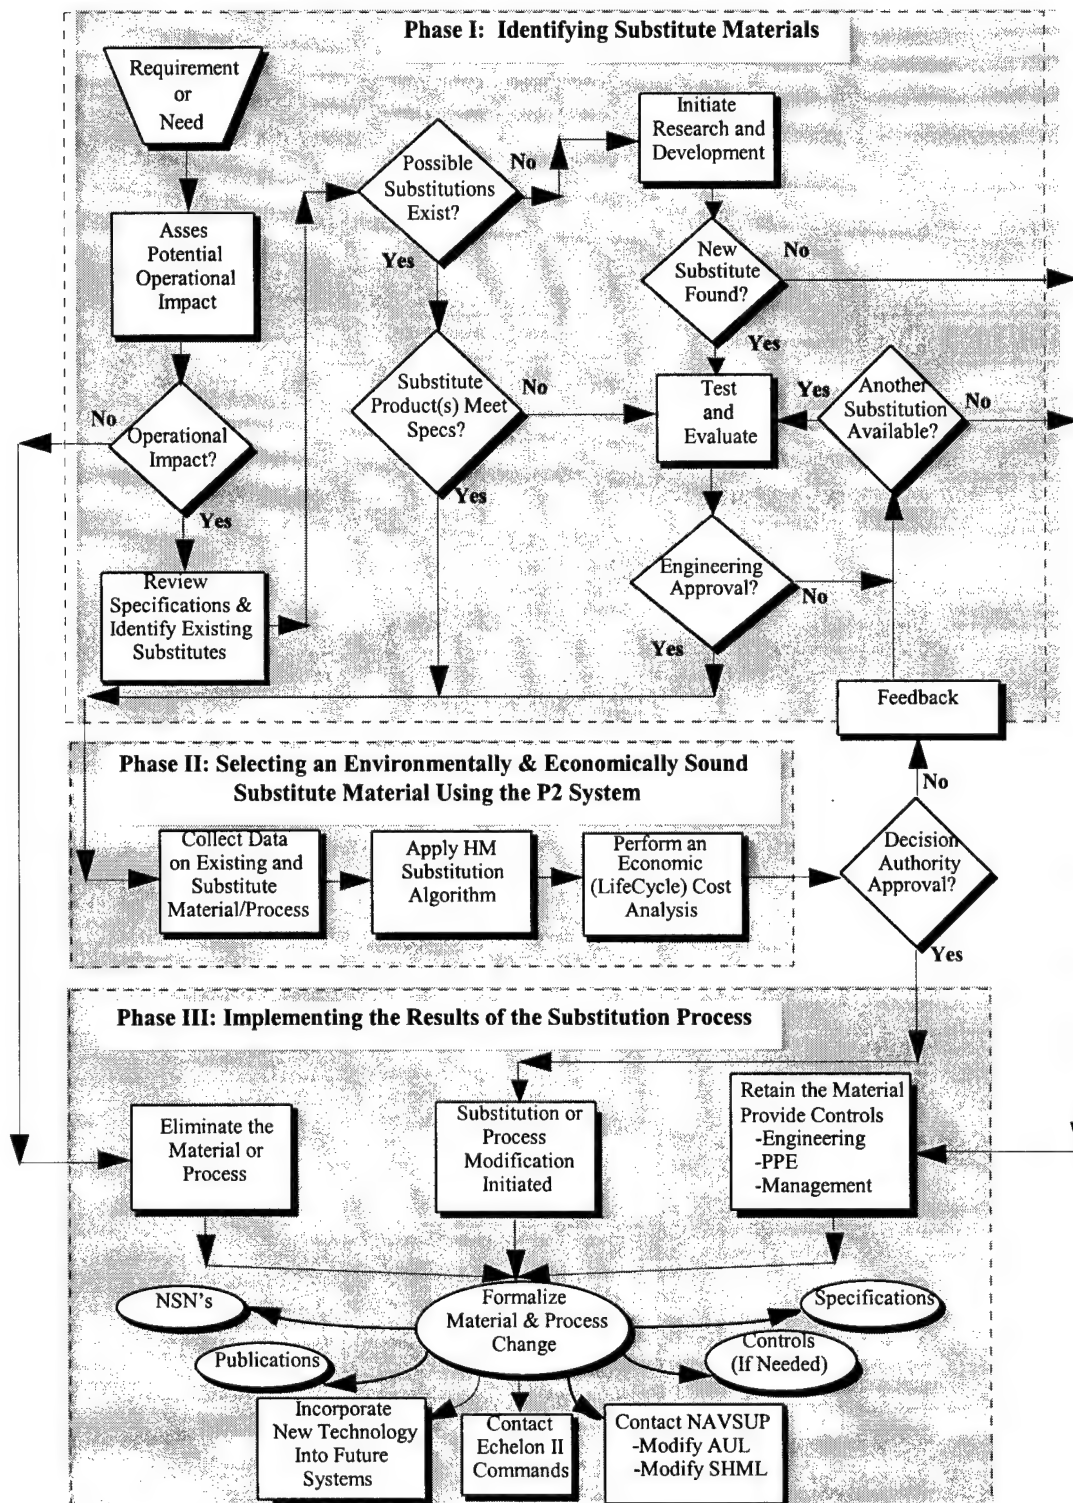 Phase I: Identifying Substitute Materials
Requirement
or
Need
Asses
Potential
Operational
Impact
No
Operational
Impact?
Yes
Review
Specifications &
Identify Existing
Substitutes
Possible
Substitutions
Exist?
No
Yes
Initiate
Research and
Development
New
Substitute
Found?
No
Yes
Substitute
Product(s) Meet
Specs?
No
Yes
Test
and
Evaluate
Yes
Another
Substitution
Available?
No
Engineering
Approval?
No
Yes
Feedback
No
Phase II: Selecting an Environmentally & Economically Sound
Substitute Material Using the P2 System
Collect Data
on Existing and
Substitute
Material/Process
Apply HM
Substitution
Algorithm
Perform an
Economic
(LifeCycle) Cost
Analysis
Decision
Authority
Approval?
Yes
Phase III: Implementing the Results of the Substitution Process
Eliminate the
Material or
Process
Substitution or
Process
Modification
Initiated
Retain the Material
Provide Controls
-Engineering
-PPE
-Management
Formalize
Material & Process
Change
NSN's
Publications
Specifications
Controls
(If Needed)
Incorporate
New Technology
Into Future
Systems
Contact
Echelon II
Commands
Contact NAVSUP
-Modify AUL
-Modify SHML